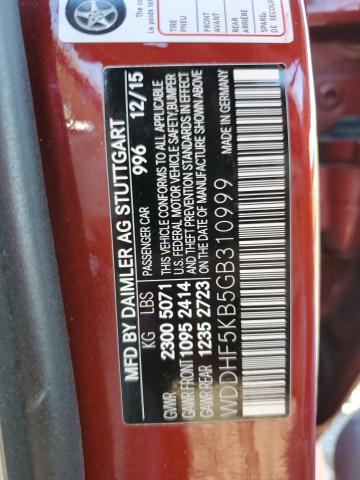 MFD BY DAIMLER AG STUTTGART
KG LBS PASSENGER CAR 996 12/15
GVWR 2300 5071 THIS VEHICLE CONFORMS TO ALL APPLICABLE
U.S. FEDERAL MOTOR VEHICLE SAFETY, BUMPER
GAWR FRONT 1095 2414 AND THEFT PREVENTION STANDARDS IN EFFECT
GAWR REAR 1235 2723 ON THE DATE OF MANUFACTURE SHOWN ABOVE
WDDHF5KB5GB310999 MADE IN GERMANY
TIRE
PNEU
FRONT
AVANT
REAR
ARRIÈRE
SPARE
DE SECOURS